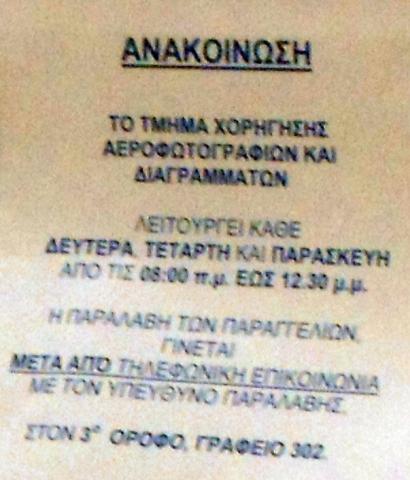 ΑΝΑΚΟΙΝΩΣΗ
ΤΟ ΤΜΗΜΑ ΧΟΡΗΓΗΣΗΣ
ΑΕΡΟΦΩΤΟΓΡΑΦΙΩΝ ΚΑΙ
ΔΙΑΓΡΑΜΜΑΤΩΝ
ΛΕΙΤΟΥΡΓΕΙ ΚΑΘΕ
ΔΕΥΤΕΡΑ, ΤΕΤΑΡΤΗ ΚΑΙ ΠΑΡΑΣΚΕΥΗ
ΑΠΟ ΤΙΣ 08:00 π.μ. ΕΩΣ 12.30 μ.μ.
Η ΠΑΡΑΛΑΒΗ ΤΩΝ ΠΑΡΑΓΓΕΛΙΩΝ,
ΓΙΝΕΤΑΙ
ΜΕΤΑ ΑΠΟ ΤΗΛΕΦΩΝΙΚΗ ΕΠΙΚΟΙΝΩΝΙΑ
ΜΕ ΤΟΝ ΥΠΕΥΘΥΝΟ ΠΑΡΑΛΑΒΗΣ,
ΣΤΟΝ 3ο ΟΡΟΦΟ, ΓΡΑΦΕΙΟ 302.